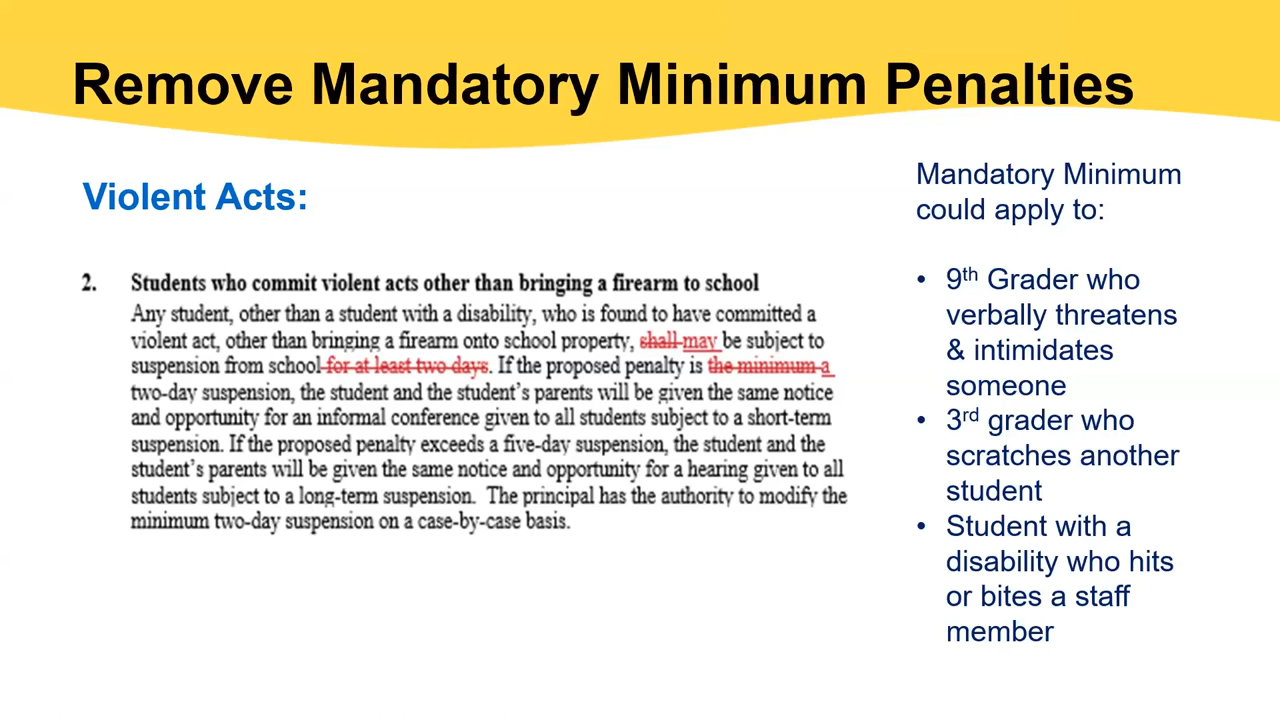 Remove Mandatory Minimum Penalties
Violent Acts:
2. Students who commit violent acts other than bringing a firearm to school
Any student, other than a student with a disability, who is found to have committed a
violent act, other than bringing a firearm onto school property, shall may be subject to
suspension from school for at least two days. If the proposed penalty is the minimum a
two-day suspension, the student and the student's parents will be given the same notice
and opportunity for an informal conference given to all students subject to a short-term
suspension. If the proposed penalty exceeds a five-day suspension, the student and the
student's parents will be given the same notice and opportunity for a hearing given to all
students subject to a long-term suspension. The principal has the authority to modify the
minimum two-day suspension on a case-by-case basis.
Mandatory Minimum
could apply to:
• 9th Grader who
verbally threatens
& intimidates
someone
• 3rd grader who
scratches another
student
• Student with a
disability who hits
or bites a staff
member